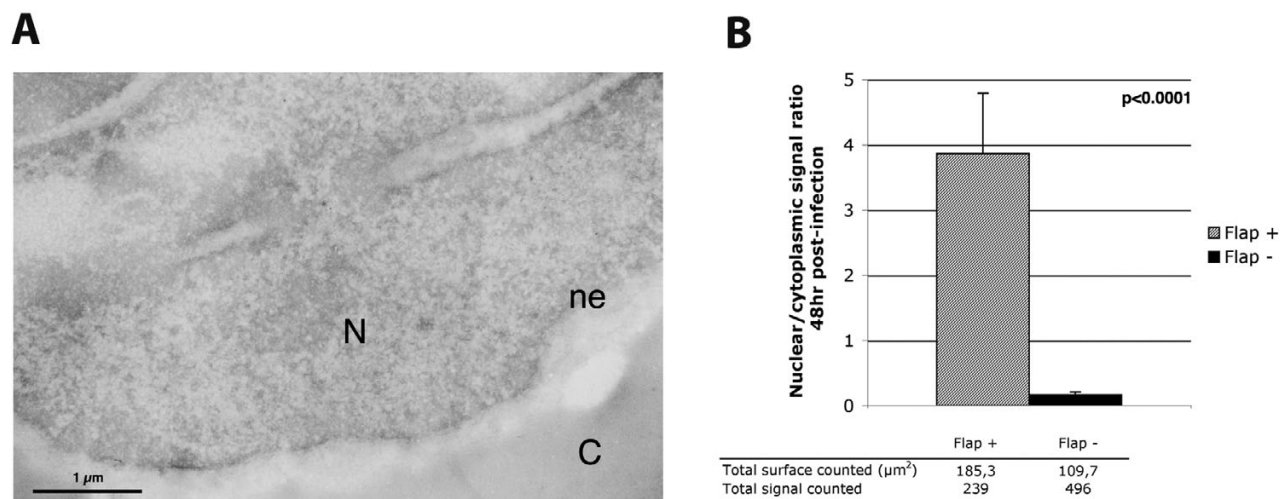 A
N
ne
C
1 µm
B
Nuclear/cytoplasmic signal ratio
48hr post-infection
5
4
3
2
1
0
p<0.0001
Flap +
Flap -
Flap + Flap -
Total surface counted (µm²) 185,3 109,7
Total signal counted 239 496